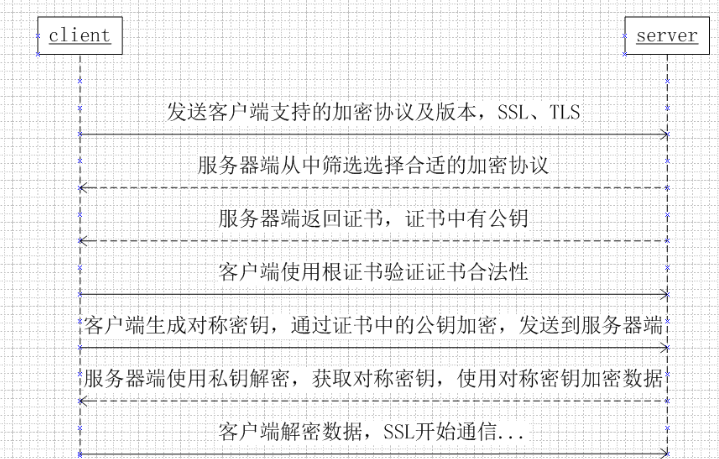 client
server
发送客户端支持的加密协议及版本，SSL、TLS
服务器端从中筛选选择合适的加密协议
服务器端返回证书，证书中有公钥
客户端使用根证书验证证书合法性
客户端生成对称密钥，通过证书中的公钥加密，发送到服务器端
服务器端使用私钥解密，获取对称密钥，使用对称密钥加密数据
客户端解密数据，SSL开始通信...